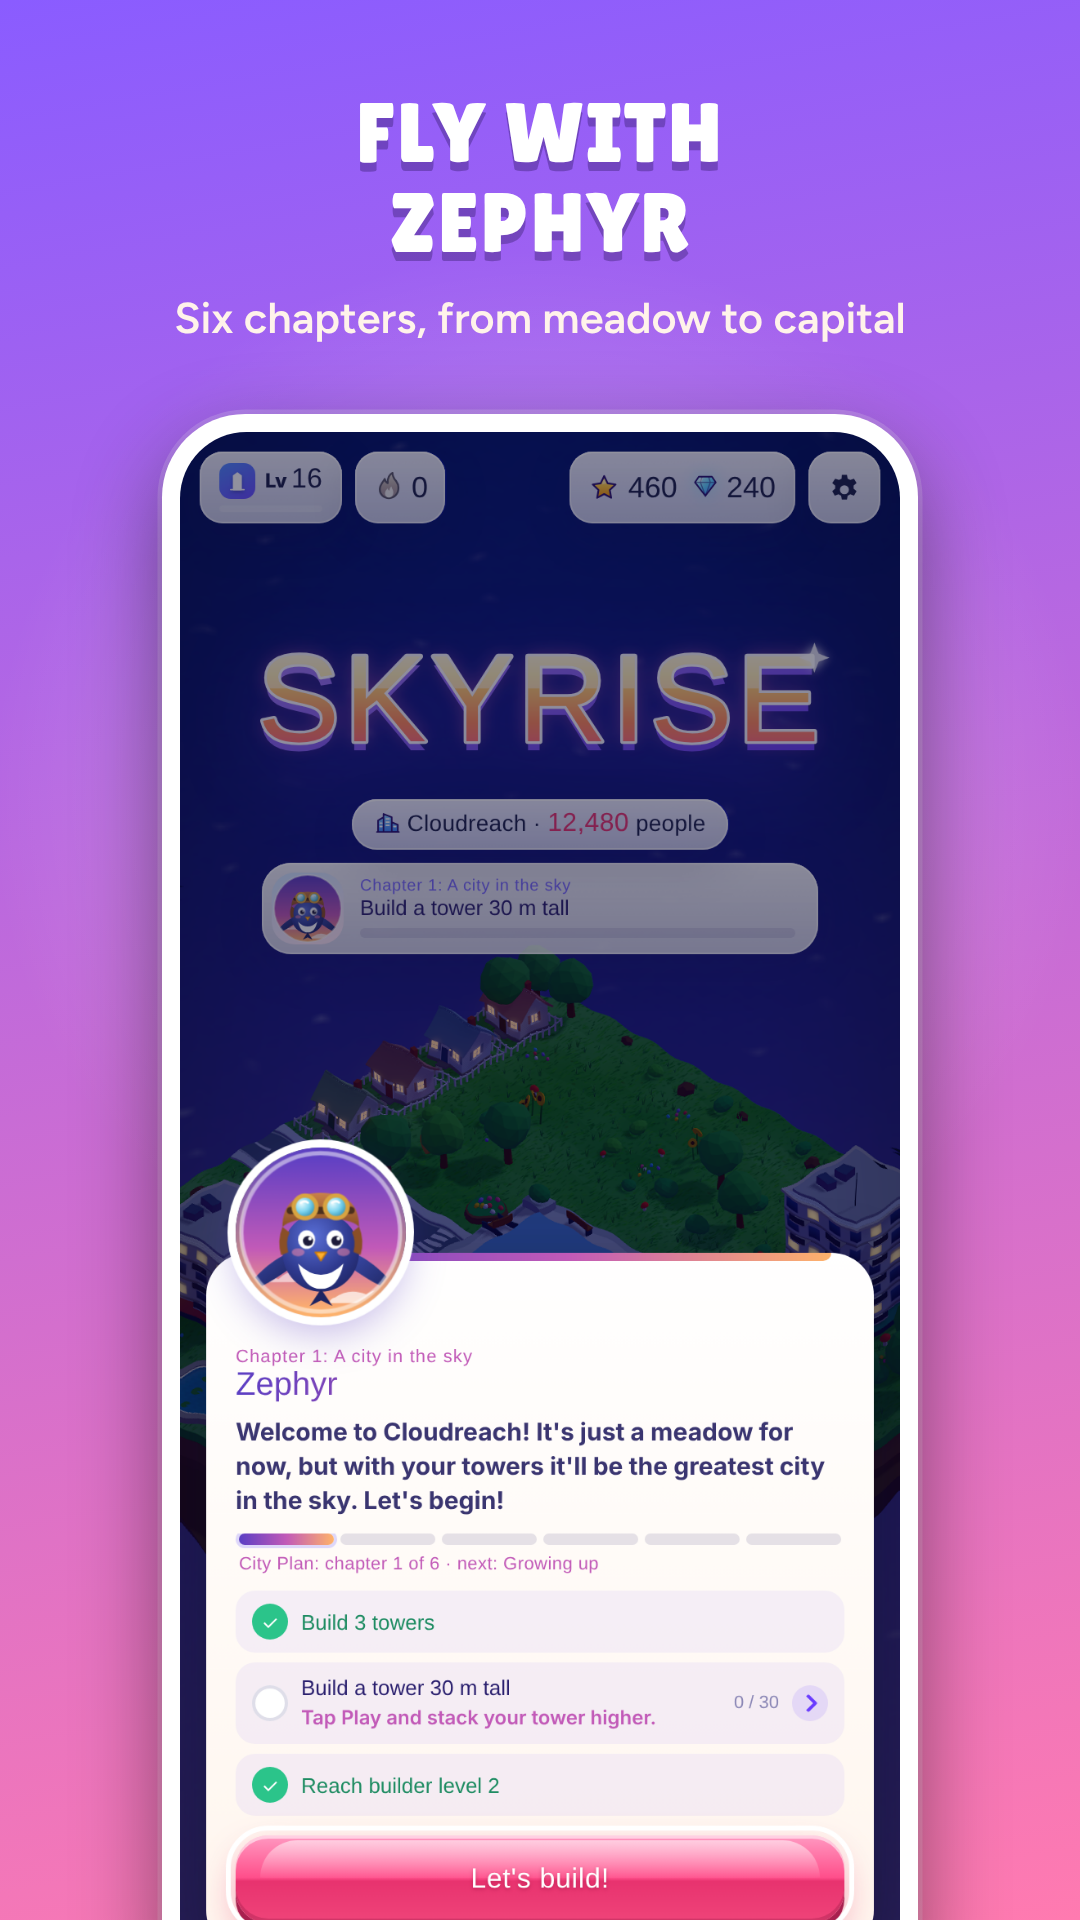 FLY WITH
ZEPHYR
Six chapters, from meadow to capital
Lv 16
0
460
240
SKYRISE
Cloudreach · 12,480 people
Chapter 1: A city in the sky
Build a tower 30 m tall
Chapter 1: A city in the sky
Zephyr
Welcome to Cloudreach! It's just a meadow for
now, but with your towers it'll be the greatest city
in the sky. Let's begin!
City Plan: chapter 1 of 6 · next: Growing up
Build 3 towers
Build a tower 30 m tall
Tap Play and stack your tower higher.
0 / 30
Reach builder level 2
Let's build!